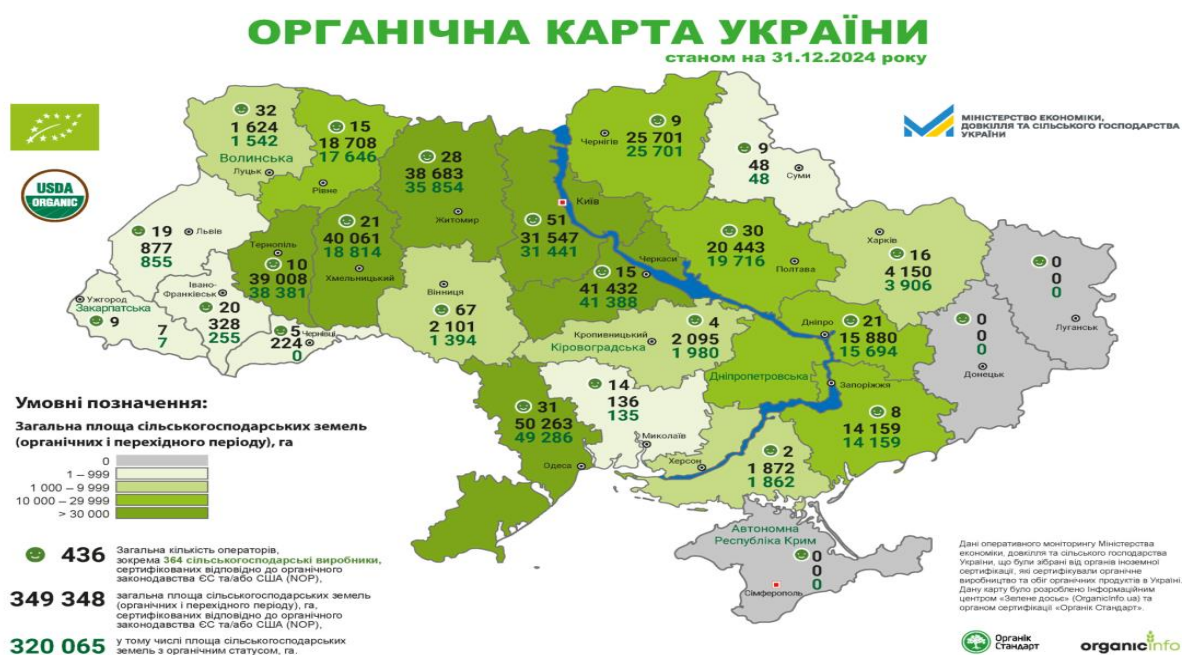 ОРГАНІЧНА КАРТА УКРАЇНИ
станом на 31.12.2024 року
USDA
ORGANIC
МІНІСТЕРСТВО ЕКОНОМІКИ,
ДОВКІЛЛЯ ТА СІЛЬСЬКОГО ГОСПОДАРСТВА
УКРАЇНИ
32
1 624
1 542
Волинська
Луцьк
15
18 708
17 646
Рівне
28
38 683
35 854
Житомир
51
31 547
31 441
Київ
9
25 701
25 701
Чернігів
9
48
48
Суми
19
877
855
Львів
Тернопіль
10
39 008
38 381
21
40 061
18 814
Хмельницький
Вінниця
67
2 101
1 394
15
41 432
41 388
Черкаси
30
20 443
19 716
Полтава
Харків
16
4 150
3 906
0
0
0
Луганськ
Ужгород
Закарпатська
9
7
7
Івано-
Франківськ
20
328
255
5
224
0
Чернівці
Кропивницький
Кіровоградська
4
2 095
1 980
Дніпро
21
15 880
15 694
Дніпропетровська
0
0
0
Донецьк
31
50 263
49 286
Одеса
14
136
135
Миколаїв
Херсон
2
1 872
1 862
Запоріжжя
8
14 159
14 159
Автономна
Республіка Крим
0
0
0
Сімферополь
Умовні позначення:
Загальна площа сільськогосподарських земель
(органічних і перехідного періоду), га
0
1 – 999
1 000 – 9 999
10 000 – 29 999
> 30 000
436
Загальна кількість операторів,
зокрема 364 сільськогосподарські виробники,
сертифікованих відповідно до органічного
законодавства ЄС та/або США (NOP),
349 348
загальна площа сільськогосподарських земель
(органічних і перехідного періоду), га,
сертифікованих відповідно до органічного
законодавства ЄС та/або США (NOP),
320 065
у тому числі площа сільськогосподарських
земель з органічним статусом, га.
Дані оперативного моніторингу Міністерства
економіки, довкілля та сільського господарства
України, що були зібрані від органів іноземної
сертифікації, які сертифікували органічне
виробництво та обіг органічних продуктів в Україні.
Дану карту було розроблено Інформаційним
центром «Зелене досьє» (OrganicInfo.ua) та
органом сертифікації «Органік Стандарт».
Органік
Стандарт
organicinfo